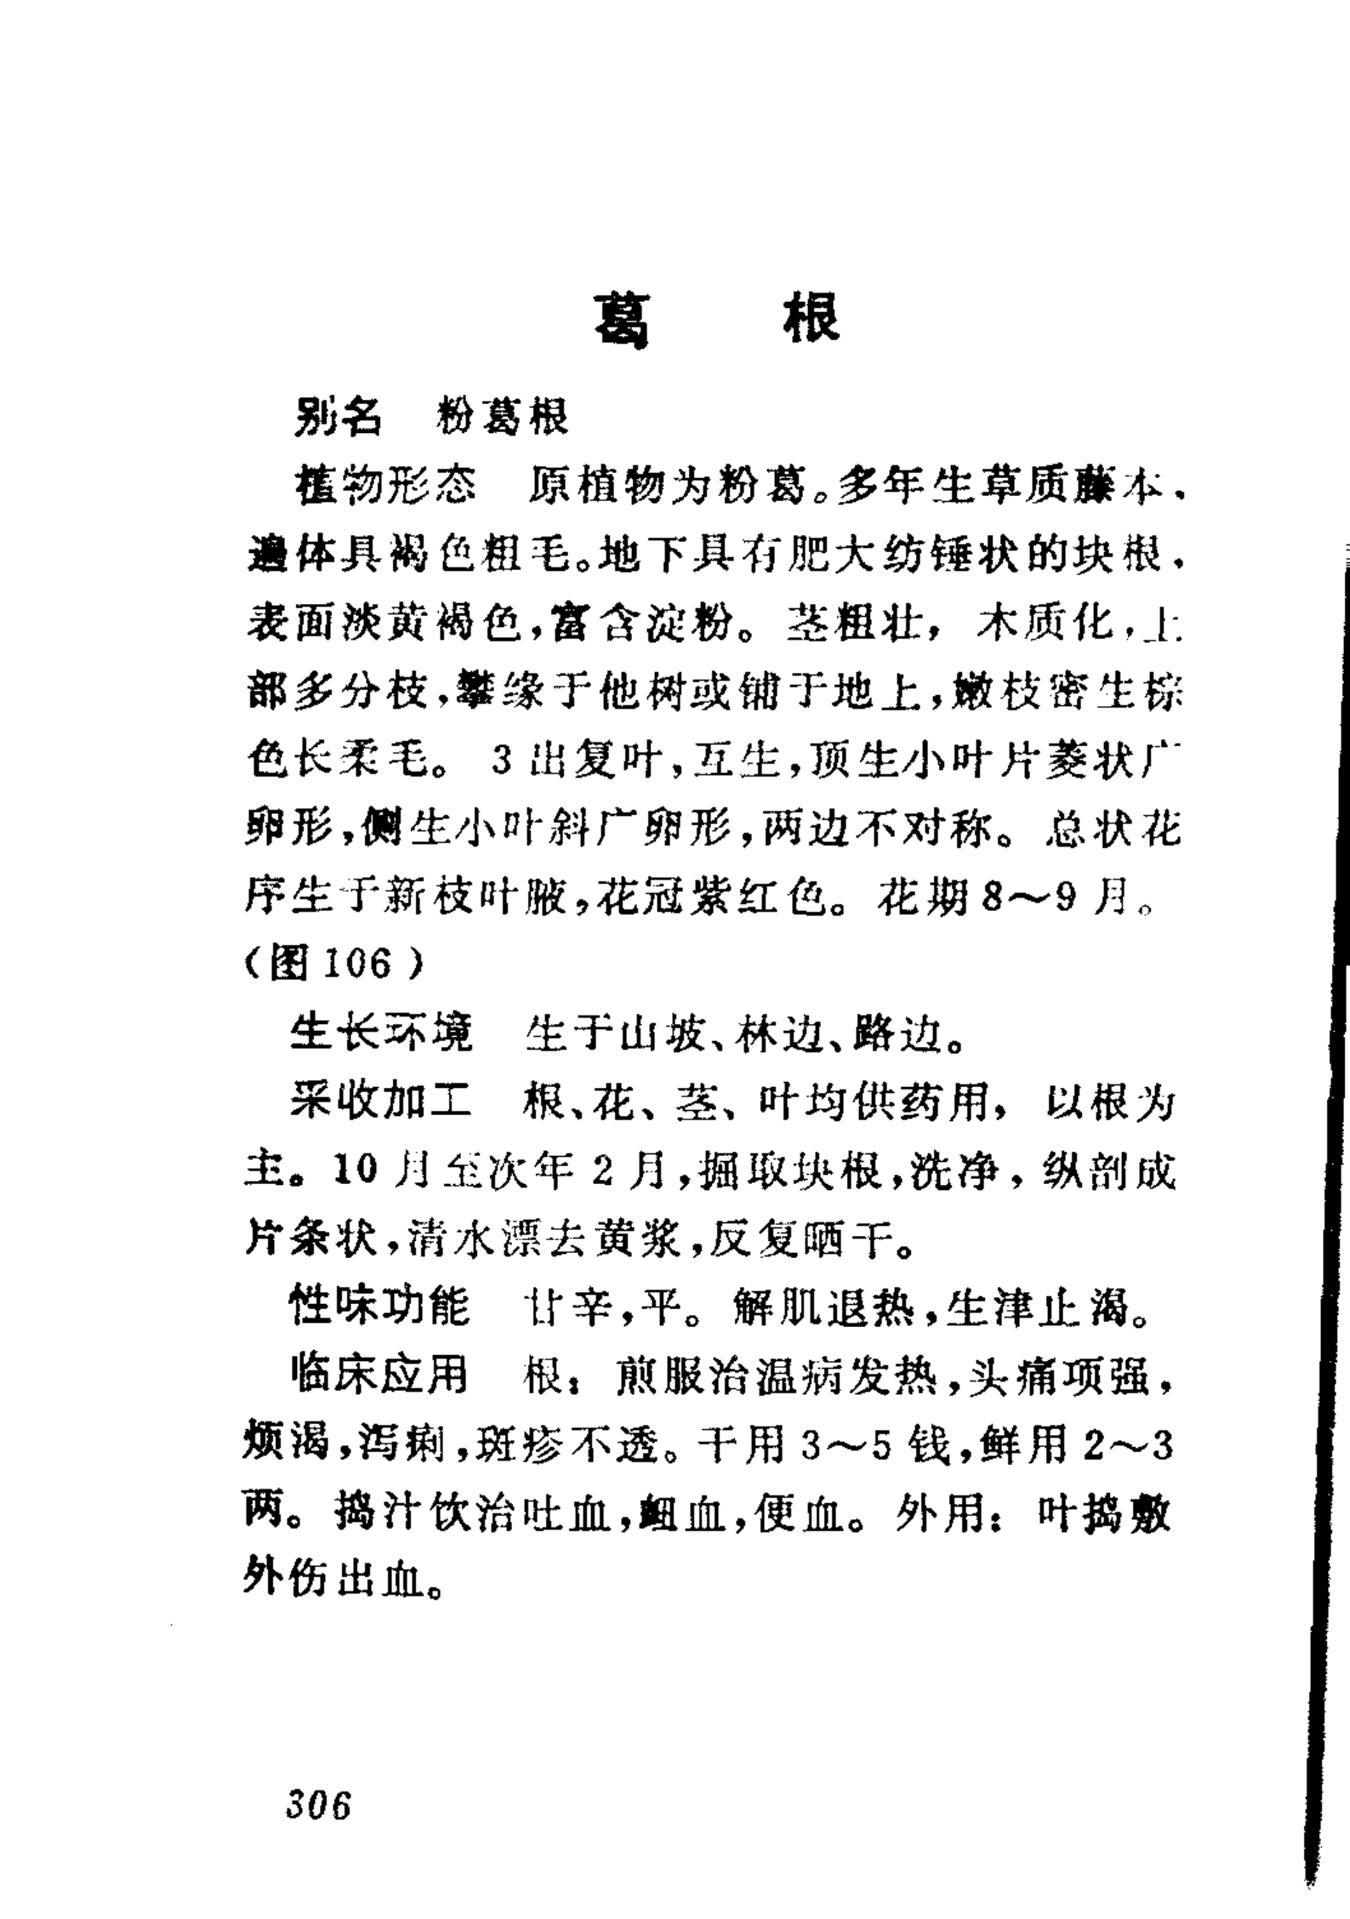 葛 根
别名 粉葛根
植物形态 原植物为粉葛。多年生草质藤本，
遍体具褐色粗毛。地下具有肥大纺锤状的块根，
表面淡黄褐色，富含淀粉。茎粗壮，木质化，上
部多分枝，攀缘于他树或铺于地上，嫩枝密生棕
色长柔毛。3出复叶，互生，顶生小叶片菱状广
卵形，侧生小叶斜广卵形，两边不对称。总状花
序生于新枝叶腋，花冠紫红色。花期8～9月。
（图106）
生长环境 生于山坡、林边、路边。
采收加工 根、花、茎、叶均供药用，以根为
主。10月至次年2月，掘取块根，洗净，纵剖成
片条状，清水漂去黄浆，反复晒干。
性味功能 甘辛，平。解肌退热，生津止渴。
临床应用 根：煎服治温病发热，头痛项强，
烦渴，泻痢，斑疹不透。干用3～5钱，鲜用2～3
两。捣汁饮治吐血，衄血，便血。外用：叶捣敷
外伤出血。
306